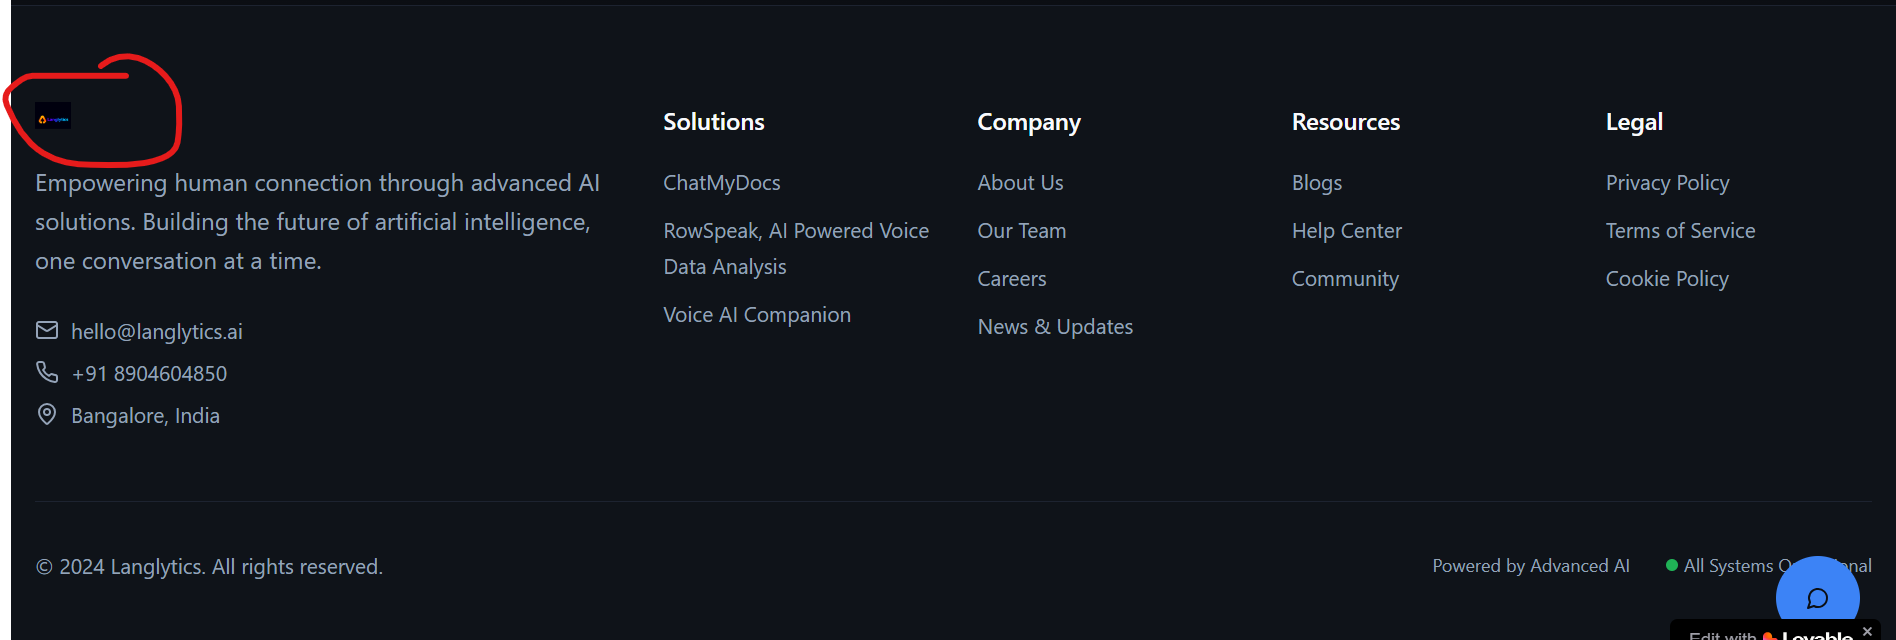 Empowering human connection through advanced AI
solutions. Building the future of artificial intelligence,
one conversation at a time.
hello@langlytics.ai
+91 8904604850
Bangalore, India
Solutions
ChatMyDocs
RowSpeak, AI Powered Voice
Data Analysis
Voice AI Companion
Company
About Us
Our Team
Careers
News & Updates
Resources
Blogs
Help Center
Community
Legal
Privacy Policy
Terms of Service
Cookie Policy
© 2024 Langlytics. All rights reserved.
Powered by Advanced AI
All Systems
Edit with Lovable